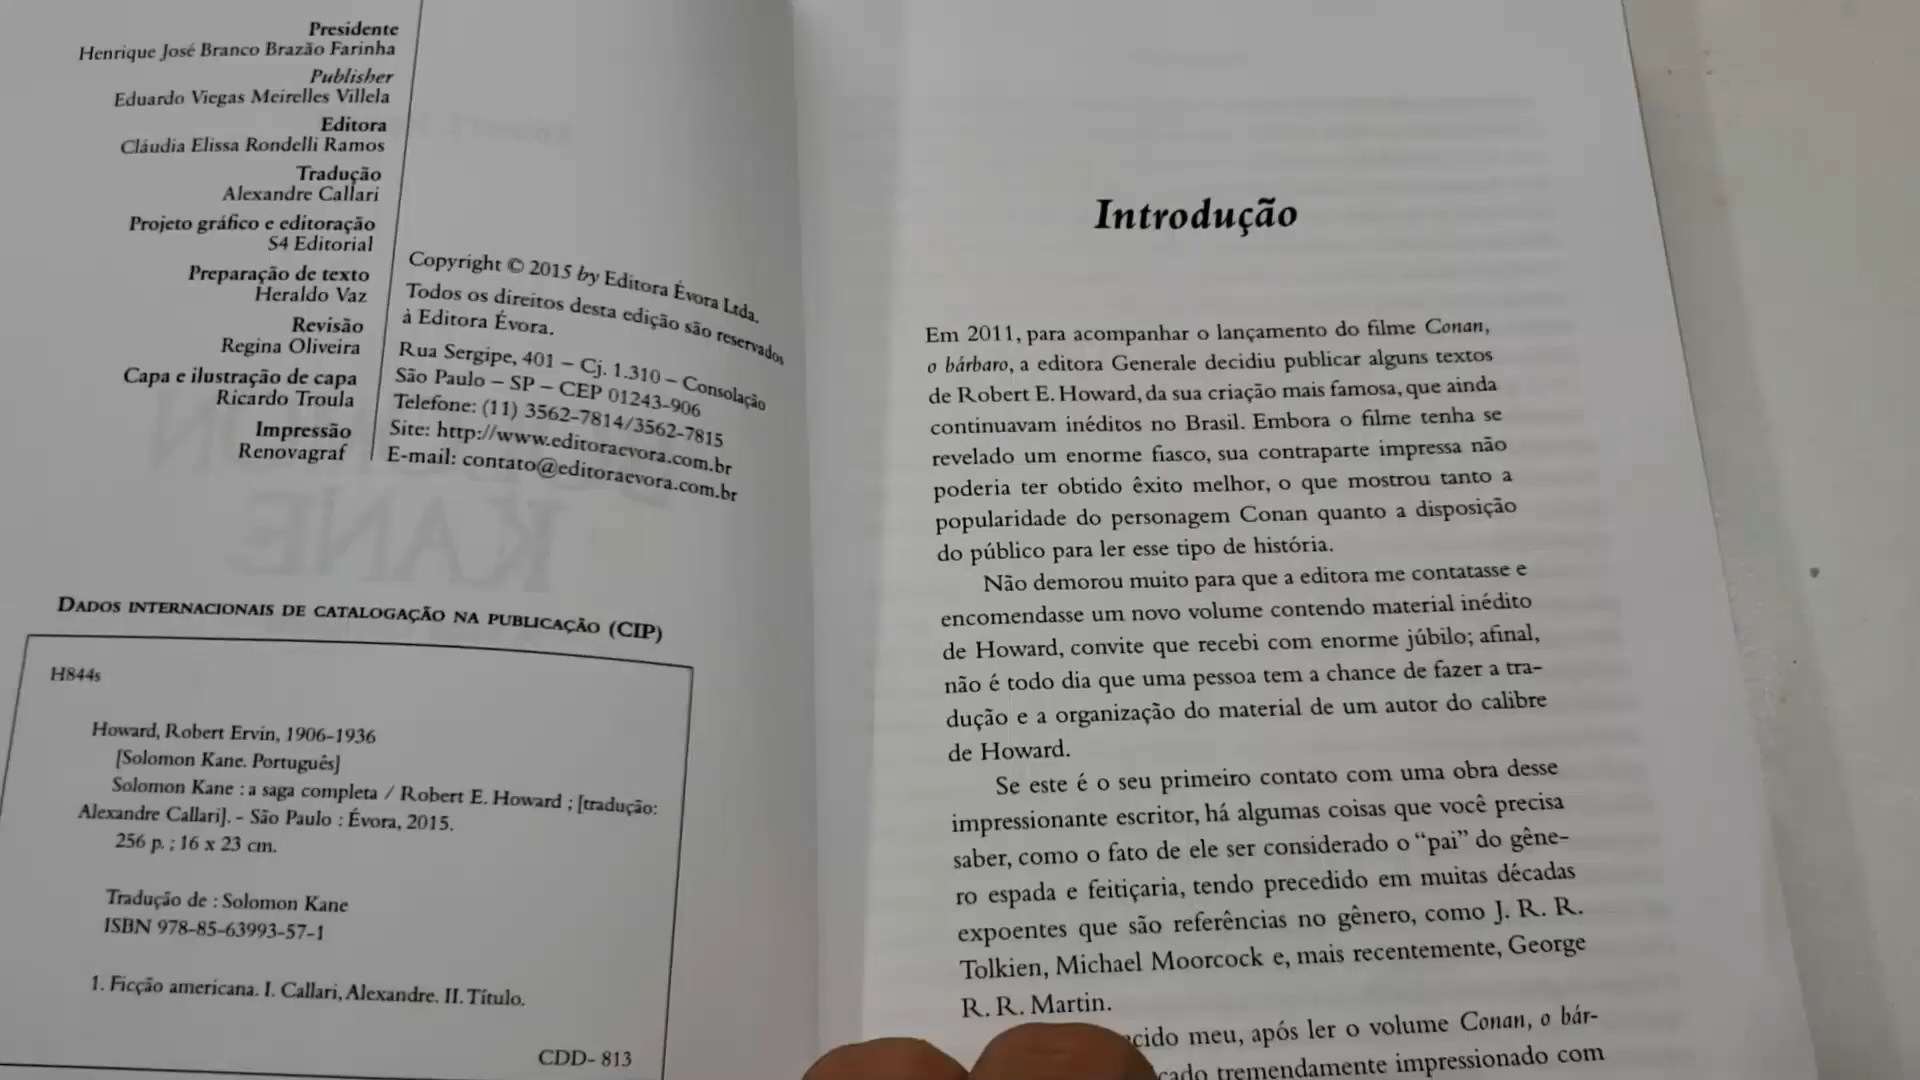 Presidente
Henrique José Branco Brazão Farinha
Publisher
Eduardo Viegas Meirelles Villela
Editora
Cláudia Elissa Rondelli Ramos
Tradução
Alexandre Callari
Projeto gráfico e editoração
S4 Editorial
Preparação de texto
Heraldo Vaz
Revisão
Regina Oliveira
Capa e ilustração de capa
Ricardo Troula
Impressão
Renovagraf
Copyright © 2015 by Editora Évora Ltda.
Todos os direitos desta edição são reservados
à Editora Évora.
Rua Sergipe, 401 – Cj. 1.310 – Consolação
São Paulo – SP – CEP 01243-906
Telefone: (11) 3562-7814/3562-7815
Site: http://www.editoraevora.com.br
E-mail: contato@editoraevora.com.br
DADOS INTERNACIONAIS DE CATALOGAÇÃO NA PUBLICAÇÃO (CIP)
H844s
Howard, Robert Ervin, 1906-1936
[Solomon Kane. Português]
Solomon Kane : a saga completa / Robert E. Howard ; [tradução:
Alexandre Callari]. – São Paulo : Évora, 2015.
256 p. ; 16 x 23 cm.
Tradução de : Solomon Kane
ISBN 978-85-63993-57-1
1. Ficção americana. I. Callari, Alexandre. II. Título.
CDD- 813
Introdução
Em 2011, para acompanhar o lançamento do filme Conan,
o bárbaro, a editora Generale decidiu publicar alguns textos
de Robert E. Howard, da sua criação mais famosa, que ainda
continuavam inéditos no Brasil. Embora o filme tenha se
revelado um enorme fiasco, sua contraparte impressa não
poderia ter obtido êxito melhor, o que mostrou tanto a
popularidade do personagem Conan quanto a disposição
do público para ler esse tipo de história.
Não demorou muito para que a editora me contatasse e
encomendasse um novo volume contendo material inédito
de Howard, convite que recebi com enorme júbilo; afinal,
não é todo dia que uma pessoa tem a chance de fazer a tra-
dução e a organização do material de um autor do calibre
de Howard.
Se este é o seu primeiro contato com uma obra desse
impressionante escritor, há algumas coisas que você precisa
saber, como o fato de ele ser considerado o “pai” do gêne-
ro espada e feitiçaria, tendo precedido em muitas décadas
expoentes que são referências no gênero, como J. R. R.
Tolkien, Michael Moorcock e, mais recentemente, George
R. R. Martin.
meu, após ler o volume Conan, o bár-
tremendamente impressionado com